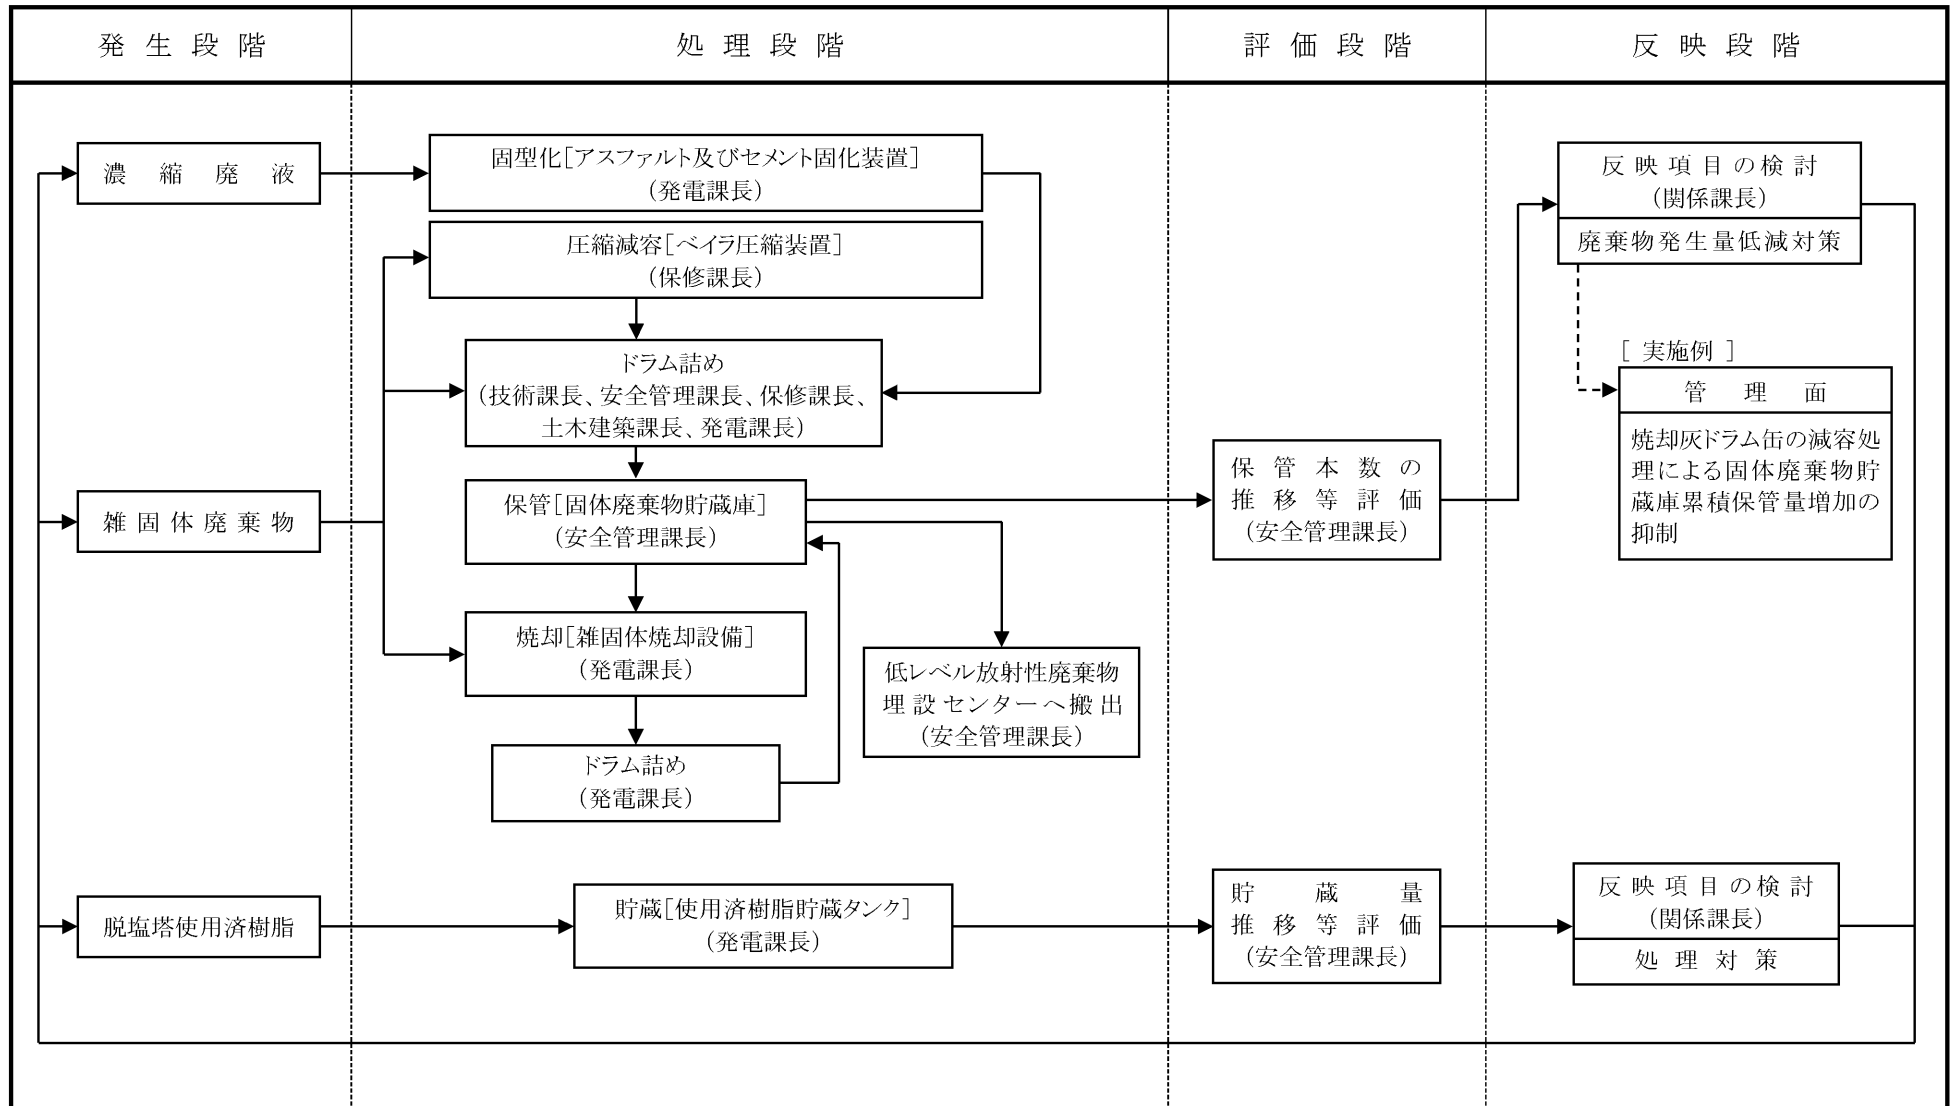 発生段階
処理段階
評価段階
反映段階
濃縮廃液
固型化[アスファルト及びセメント固化装置]
(発電課長)
圧縮減容[ベイラ圧縮装置]
(保修課長)
ドラム詰め
(技術課長、安全管理課長、保修課長、
土木建築課長、発電課長)
雑固体廃棄物
保管[固体廃棄物貯蔵庫]
(安全管理課長)
焼却[雑固体焼却設備]
(発電課長)
ドラム詰め
(発電課長)
低レベル放射性廃棄物
埋設センターへ搬出
(安全管理課長)
保管本数の
推移等評価
(安全管理課長)
反映項目の検討
(関係課長)
廃棄物発生量低減対策
[実施例]
管理面
焼却灰ドラム缶の減容処
理による固体廃棄物貯
蔵庫累積保管量増加の
抑制
脱塩塔使用済樹脂
貯蔵[使用済樹脂貯蔵タンク]
(発電課長)
貯蔵量
推移等評価
(安全管理課長)
反映項目の検討
(関係課長)
処理対策